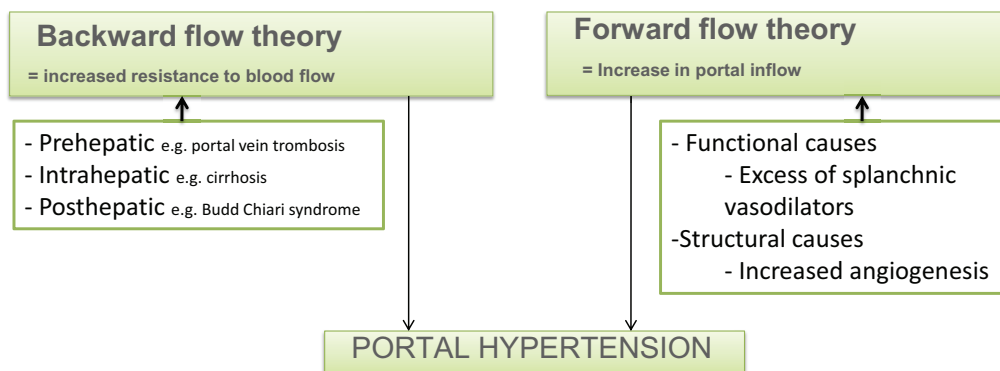 Backward flow theory
= increased resistance to blood flow
- Prehepatic e.g. portal vein trombosis
- Intrahepatic e.g. cirrhosis
- Posthepatic e.g. Budd Chiari syndrome
Forward flow theory
= Increase in portal inflow
- Functional causes
- Excess of splanchnic
vasodilators
-Structural causes
- Increased angiogenesis
PORTAL HYPERTENSION